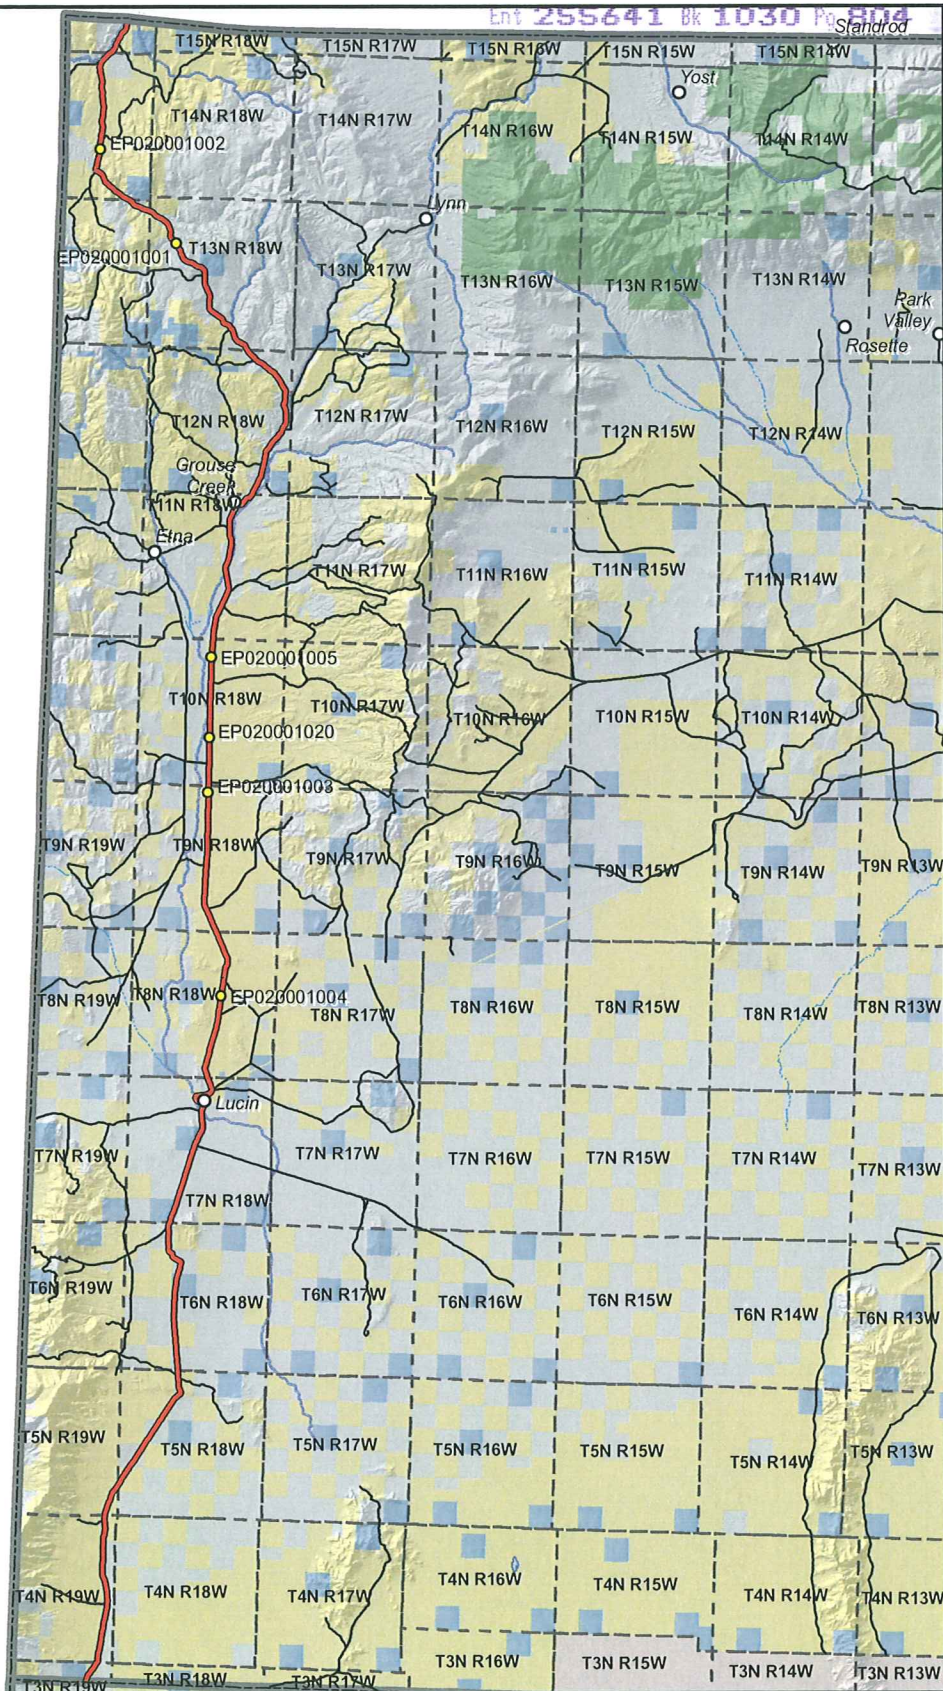 Ent 255641 Bk 1030 Pg 804
Standrod
T15N R18W
T15N R17W
T15N R16W
T15N R15W
T15N R14W
Yost
T14N R18W
T14N R17W
T14N R16W
T14N R15W
T14N R14W
EP020001002
Lynn
EP020001001
T13N R18W
T13N R17W
T13N R16W
T13N R15W
T13N R14W
Park
Valley
Rosette
T12N R18W
T12N R17W
T12N R16W
T12N R15W
T12N R14W
Grouse
Creek
T11N R18W
Etna
T11N R17W
T11N R16W
T11N R15W
T11N R14W
EP020001005
T10N R18W
T10N R17W
T10N R16W
T10N R15W
T10N R14W
EP020001020
EP020001003
T9N R19W
T9N R18W
T9N R17W
T9N R16W
T9N R15W
T9N R14W
T9N R13W
T8N R19W
T8N R18W
EP020001004
T8N R17W
T8N R16W
T8N R15W
T8N R14W
T8N R13W
Lucin
T7N R19W
T7N R17W
T7N R16W
T7N R15W
T7N R14W
T7N R13W
T7N R18W
T6N R19W
T6N R18W
T6N R17W
T6N R16W
T6N R15W
T6N R14W
T6N R13W
T5N R19W
T5N R18W
T5N R17W
T5N R16W
T5N R15W
T5N R14W
T5N R13W
T4N R19W
T4N R18W
T4N R17W
T4N R16W
T4N R15W
T4N R14W
T4N R13W
T3N R19W
T3N R18W
T3N R17W
T3N R16W
T3N R15W
T3N R14W
T3N R13W